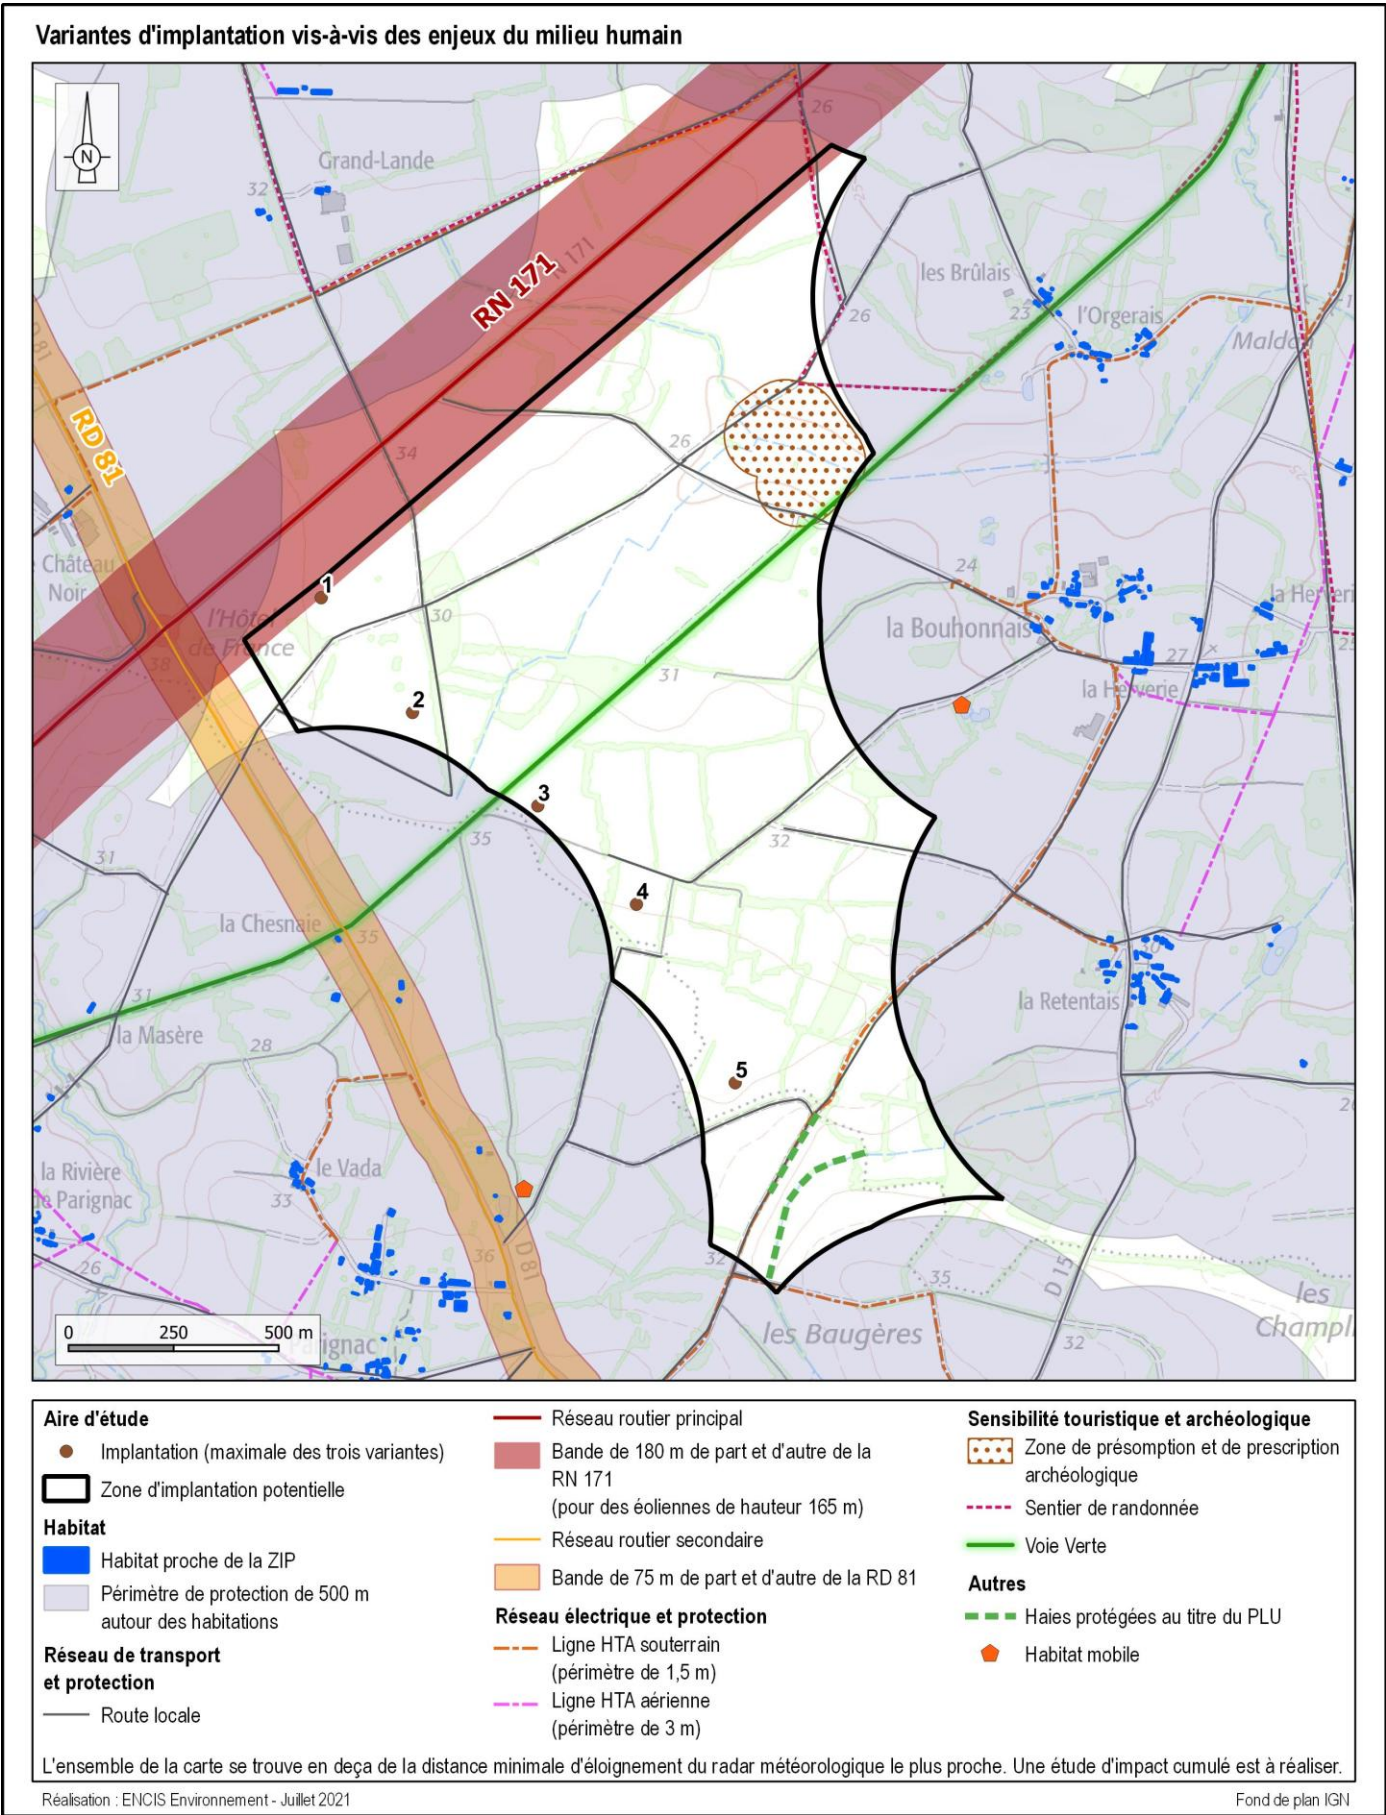 Variantes d'implantation vis-à-vis des enjeux du milieu humain
N
26
Grand-Lande
32
N 171
RN 171
les Brûlais
23
26
l'Orgerais
D 81
RD 81
34
26
Château
Noir
1
l'Hôtel
de France
38
30
24
la Bouhonnais
27
la Herverie
31
2
3
35
32
31
4
la Chesnaie
35
30
la Retentais
31
la Masère
28
5
la Rivière
de Parignac
le Vada
33
26
36
D 81
32
35
D 15
les
les Baugères
32
0 250 500 m
Aire d'étude
Implantation (maximale des trois variantes)
Zone d'implantation potentielle
Habitat
Habitat proche de la ZIP
Périmètre de protection de 500 m
autour des habitations
Réseau de transport
et protection
Route locale
Réseau routier principal
Bande de 180 m de part et d'autre de la
RN 171
(pour des éoliennes de hauteur 165 m)
Réseau routier secondaire
Bande de 75 m de part et d'autre de la RD 81
Réseau électrique et protection
Ligne HTA souterrain
(périmètre de 1,5 m)
Ligne HTA aérienne
(périmètre de 3 m)
Sensibilité touristique et archéologique
Zone de présomption et de prescription
archéologique
Sentier de randonnée
Voie Verte
Autres
Haies protégées au titre du PLU
Habitat mobile
L'ensemble de la carte se trouve en deça de la distance minimale d'éloignement du radar météorologique le plus proche. Une étude d'impact cumulé est à réaliser.
Réalisation : ENCIS Environnement - Juillet 2021
Fond de plan IGN